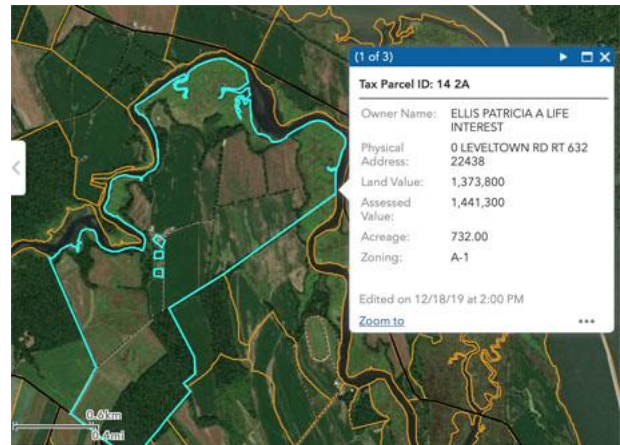 (1 of 3)
Tax Parcel ID: 14 2A
Owner Name: ELLIS PATRICIA A LIFE
INTEREST
Physical Address: 0 LEVELTOWN RD RT 632
22438
Land Value: 1,373,800
Assessed Value: 1,441,300
Acreage: 732.00
Zoning: A-1
Edited on 12/18/19 at 2:00 PM
Zoom to
0.6km
0.4mi